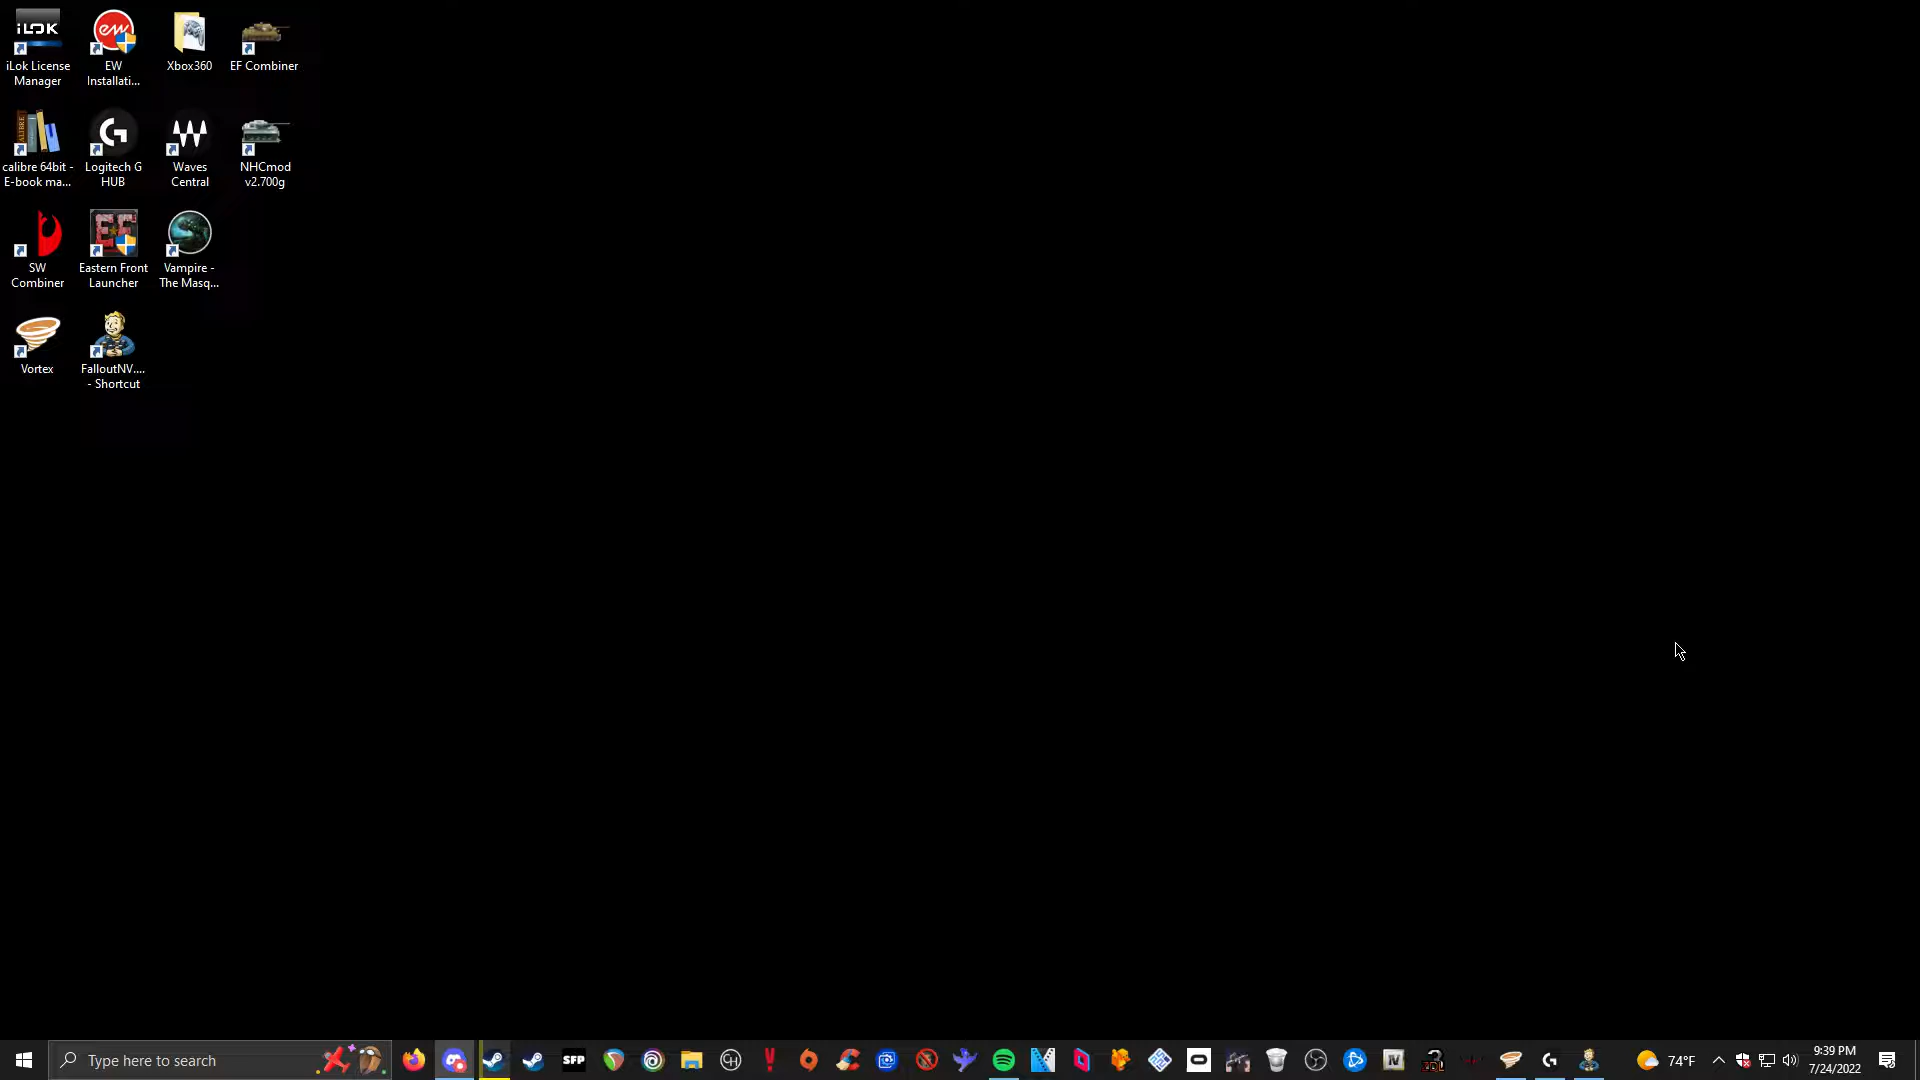 iLok License
Manager
EW
Installati...
Xbox360
EF Combiner
calibre 64bit -
E-book ma...
Logitech G
HUB
Waves
Central
NHCmod
v2.700g
SW
Combiner
Eastern Front
Launcher
Vampire -
The Masq...
Vortex
FalloutNV....
- Shortcut
Type here to search
SFP
74°F
9:39 PM
7/24/2022